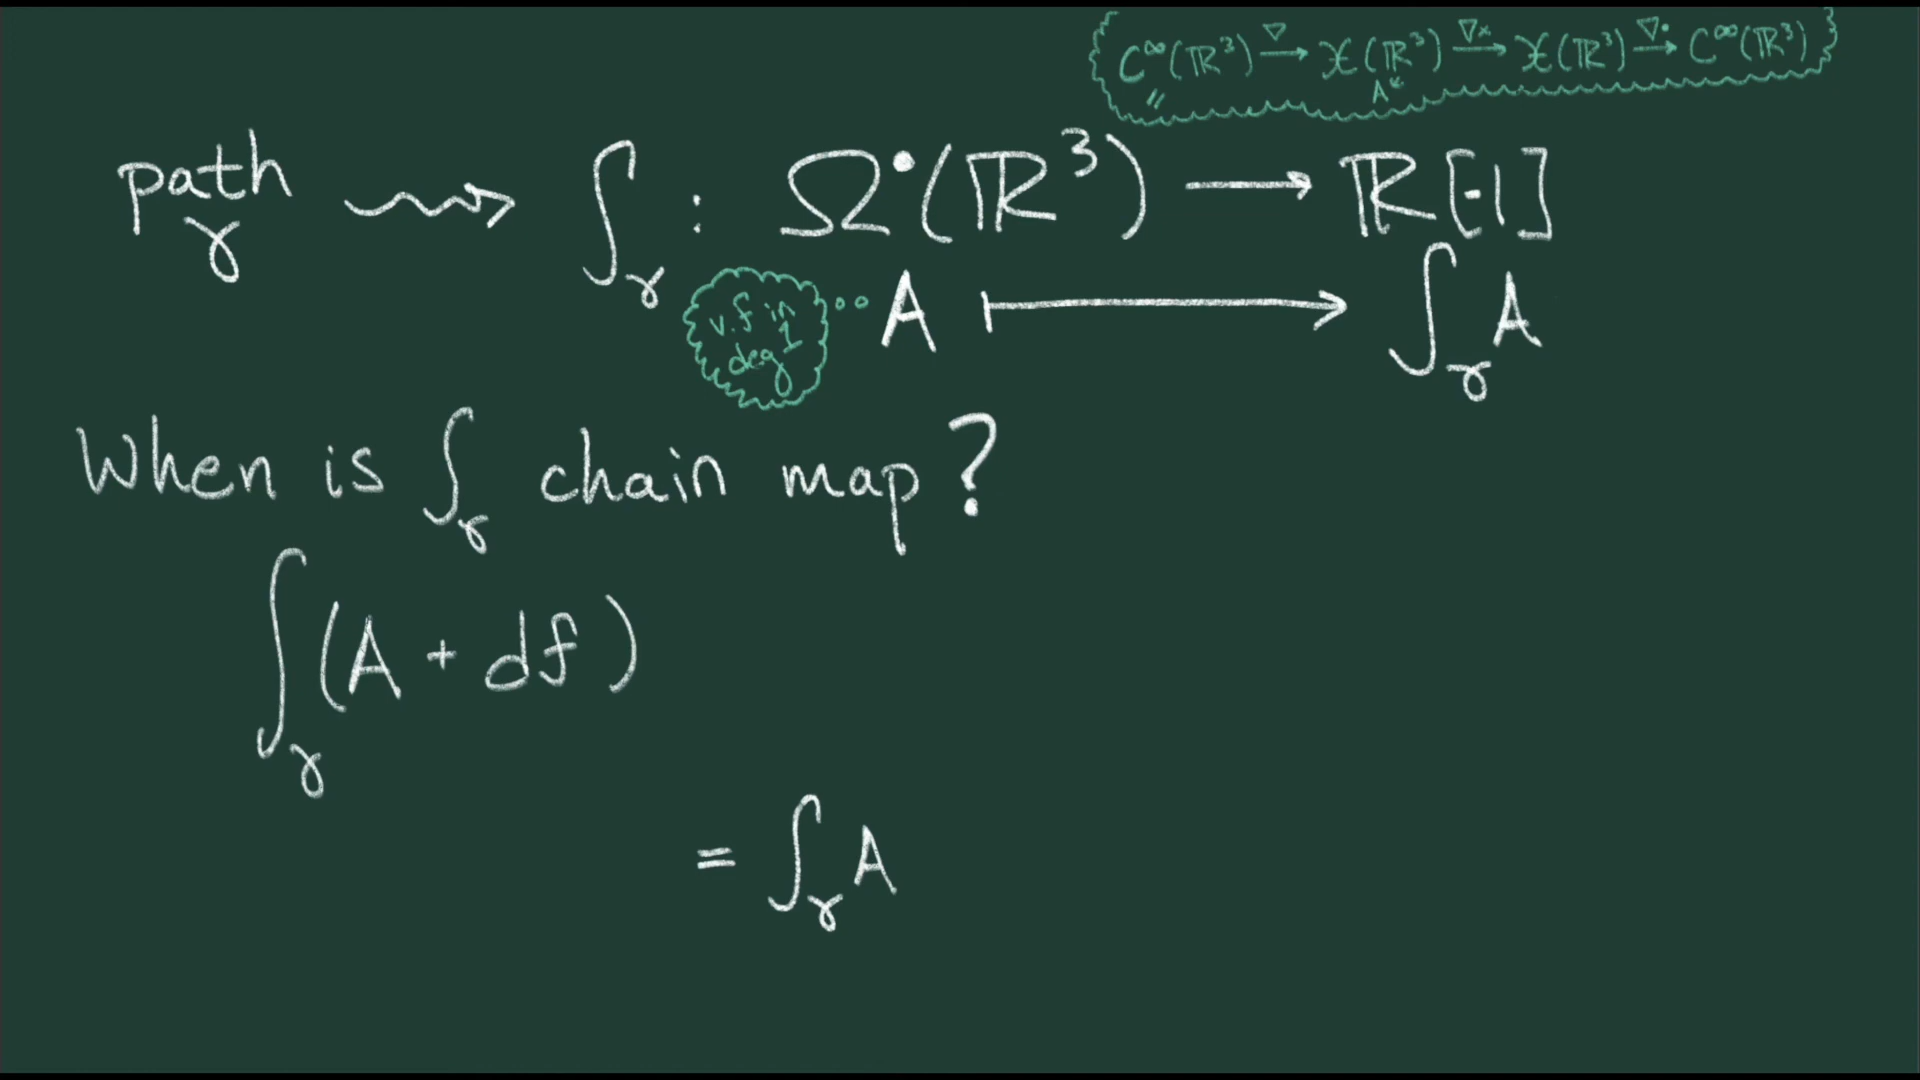 C∞(ℝ³) —∇→ 𝔛(ℝ³) —∇×→ 𝔛(ℝ³) —∇•→ C∞(ℝ³)
A
path ⇝ ∫_γ : Ω•(ℝ³) → ℝ[-1]
γ
v.f in deg 1 A ↦ ∫_γ A
When is ∫_γ chain map?
∫_γ (A + df)
= ∫_γ A